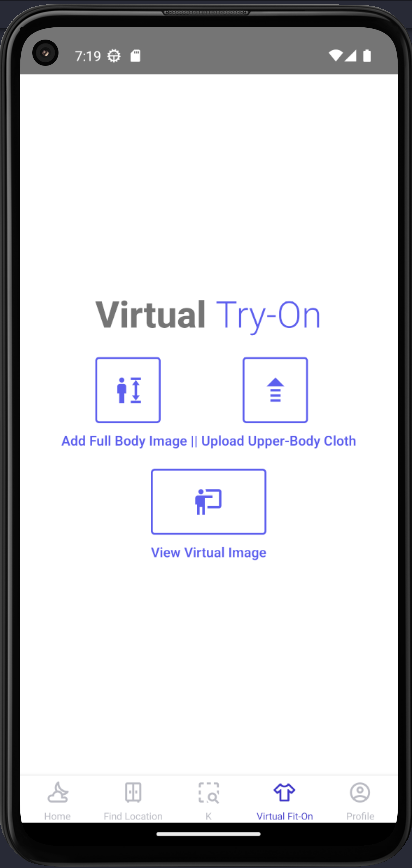 7:19
Virtual Try-On
Add Full Body Image || Upload Upper-Body Cloth
View Virtual Image
Home
Find Location
K
Virtual Fit-On
Profile